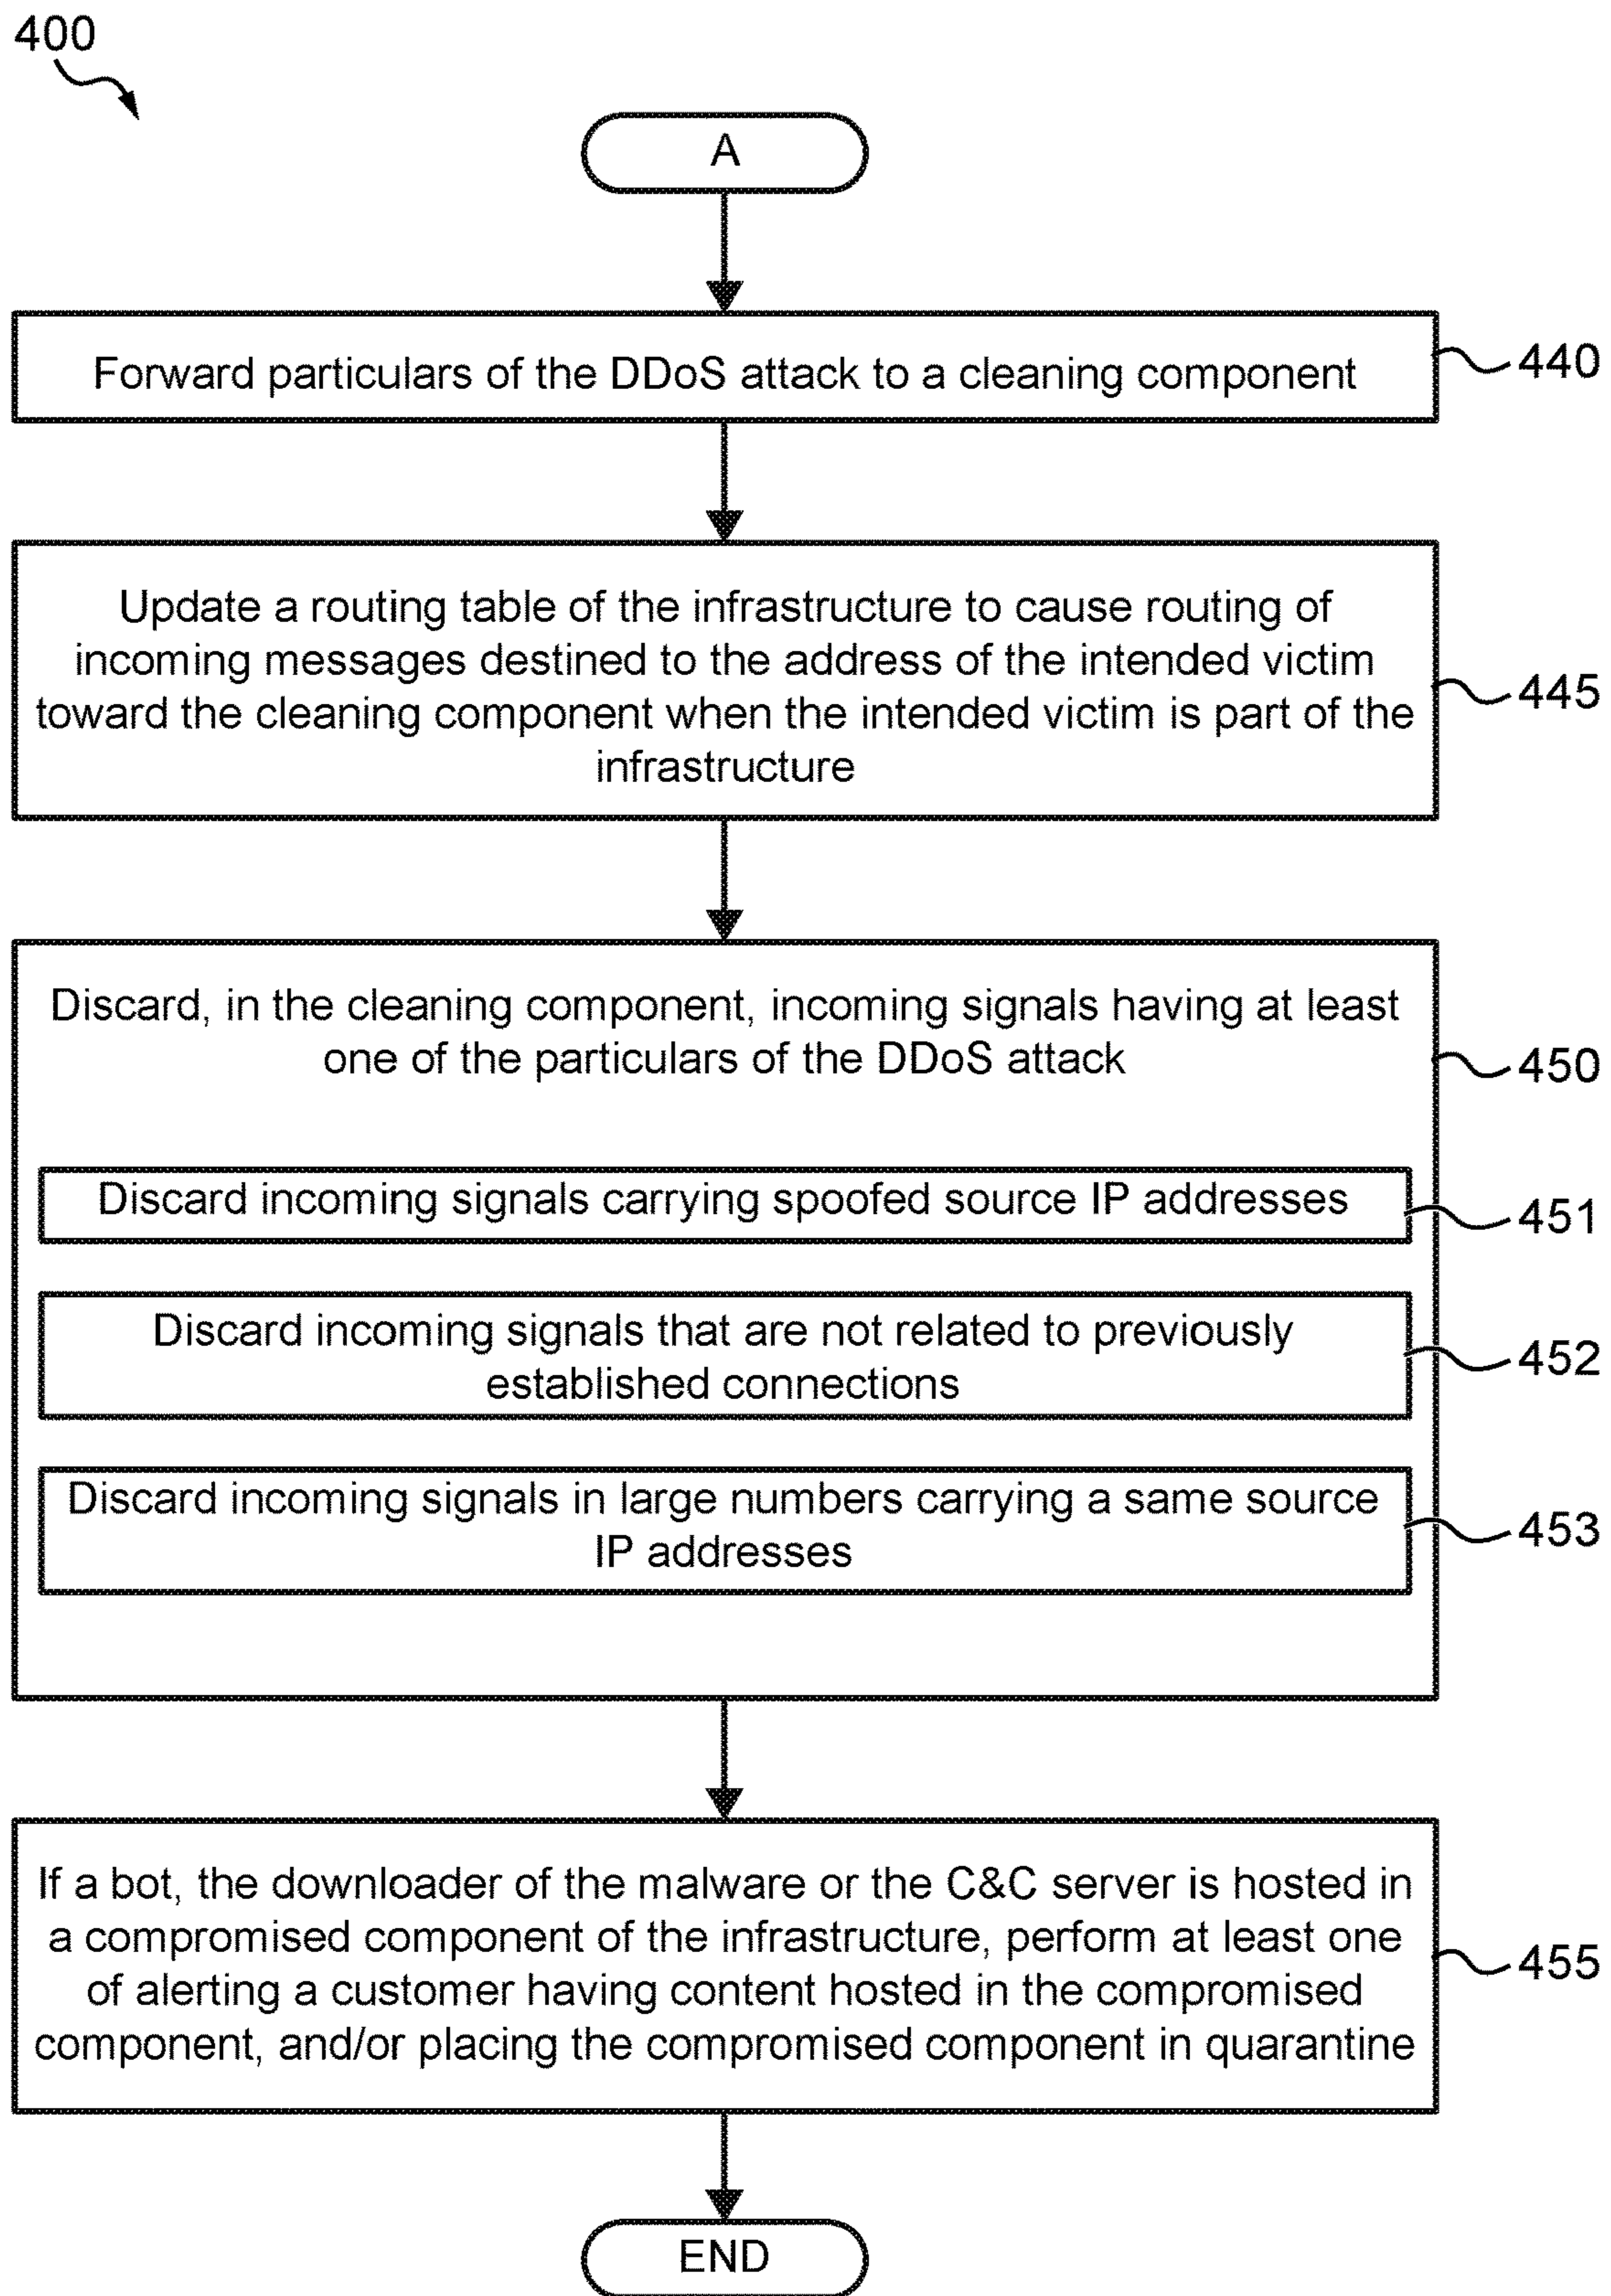 400
A
Forward particulars of the DDoS attack to a cleaning component
440
Update a routing table of the infrastructure to cause routing of
incoming messages destined to the address of the intended victim
toward the cleaning component when the intended victim is part of the
infrastructure
445
Discard, in the cleaning component, incoming signals having at least
one of the particulars of the DDoS attack
450
Discard incoming signals carrying spoofed source IP addresses
451
Discard incoming signals that are not related to previously
established connections
452
Discard incoming signals in large numbers carrying a same source
IP addresses
453
If a bot, the downloader of the malware or the C&C server is hosted in
a compromised component of the infrastructure, perform at least one
of alerting a customer having content hosted in the compromised
component, and/or placing the compromised component in quarantine
455
END